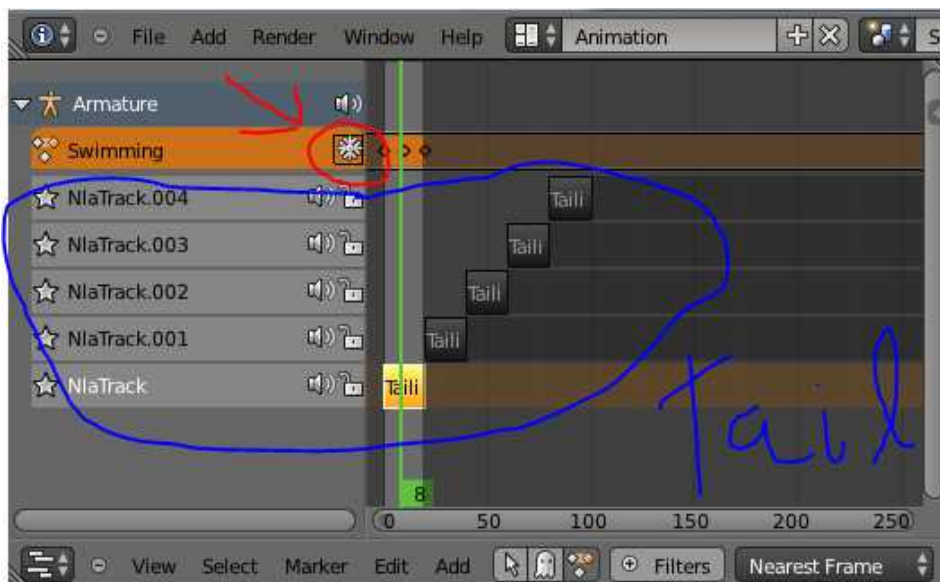 File Add Render Window Help Animation S
Armature
Swimming
NlaTrack.004 Taili
NlaTrack.003 Taili
NlaTrack.002 Taili
NlaTrack.001 Taili
NlaTrack Taili
Tail
8
0 50 100 150 200 250
View Select Marker Edit Add Filters Nearest Frame